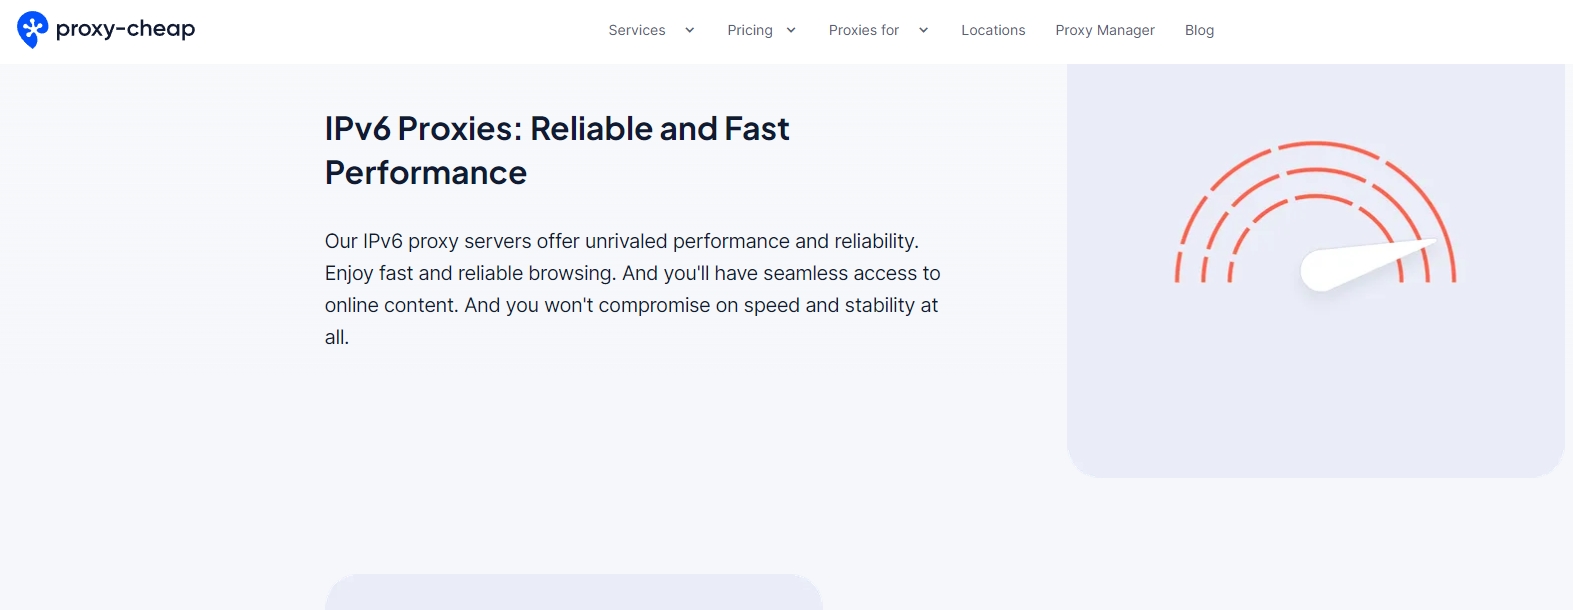 proxy-cheap
Services
Pricing
Proxies for
Locations
Proxy Manager
Blog
IPv6 Proxies: Reliable and Fast
Performance
Our IPv6 proxy servers offer unrivaled performance and reliability.
Enjoy fast and reliable browsing. And you'll have seamless access to
online content. And you won't compromise on speed and stability at
all.